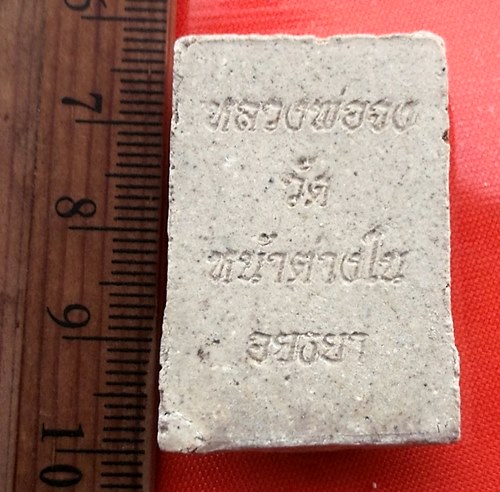 6
7
8
9
10
หลวงพ่อจง
วัด
หน้าต่างใน
อยุธยา